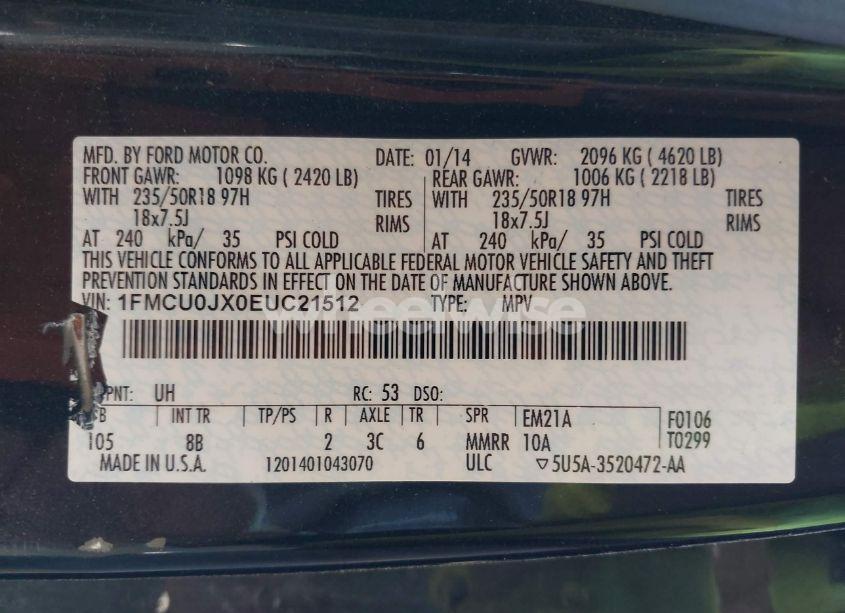 MFD. BY FORD MOTOR CO. DATE: 01/14 GVWR: 2096 KG ( 4620 LB)
FRONT GAWR: 1098 KG ( 2420 LB) REAR GAWR: 1006 KG ( 2218 LB)
WITH 235/50R18 97H TIRES WITH 235/50R18 97H TIRES
18x7.5J RIMS 18x7.5J RIMS
AT 240 kPa/ 35 PSI COLD AT 240 kPa/ 35 PSI COLD
THIS VEHICLE CONFORMS TO ALL APPLICABLE FEDERAL MOTOR VEHICLE SAFETY AND THEFT
PREVENTION STANDARDS IN EFFECT ON THE DATE OF MANUFACTURE SHOWN ABOVE.
VIN: 1FMCU0JX0EUC21512 TYPE: MPV
wheelwise
PNT: UH RC: 53 DSO:
B INT TR TP/PS R AXLE TR SPR EM21A F0106
105 8B 2 3C 6 MMRR 10A T0299
MADE IN U.S.A. 1201401043070 ULC ▽5U5A-3520472-AA